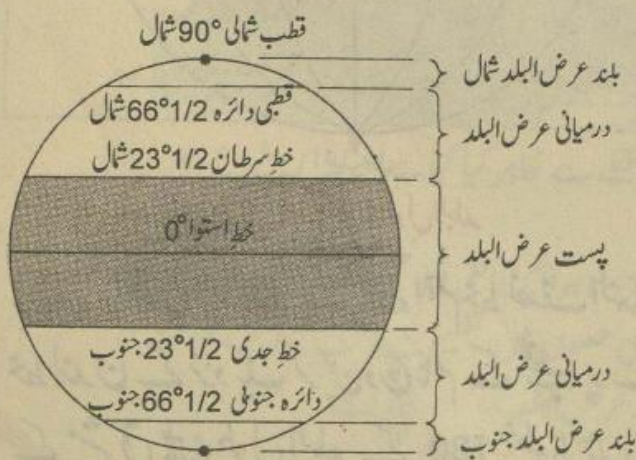 قطب شمالی °90 شمال
بلند عرض البلد شمال
قطبی دائرہ 1/2°66 شمال
درمیانی عرض البلد
خطِ سرطان 1/2°23 شمال
خطِ استوا °0
پست عرض البلد
خطِ جدی 1/2°23 جنوب
درمیانی عرض البلد
دائرہ جنوبی 1/2°66 جنوب
بلند عرض البلد جنوب